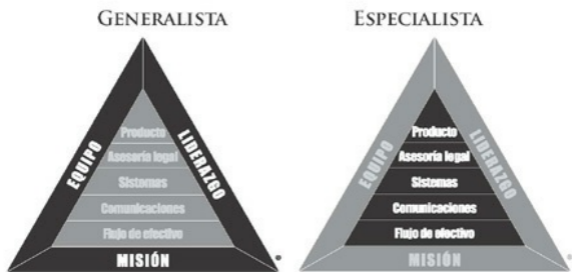 GENERALISTA
EQUIPO
LIDERAZGO
Producto
Asesoría legal
Sistemas
Comunicaciones
Flujo de efectivo
MISIÓN
ESPECIALISTA
EQUIPO
LIDERAZGO
Producto
Asesoría legal
Sistemas
Comunicaciones
Flujo de efectivo
MISIÓN